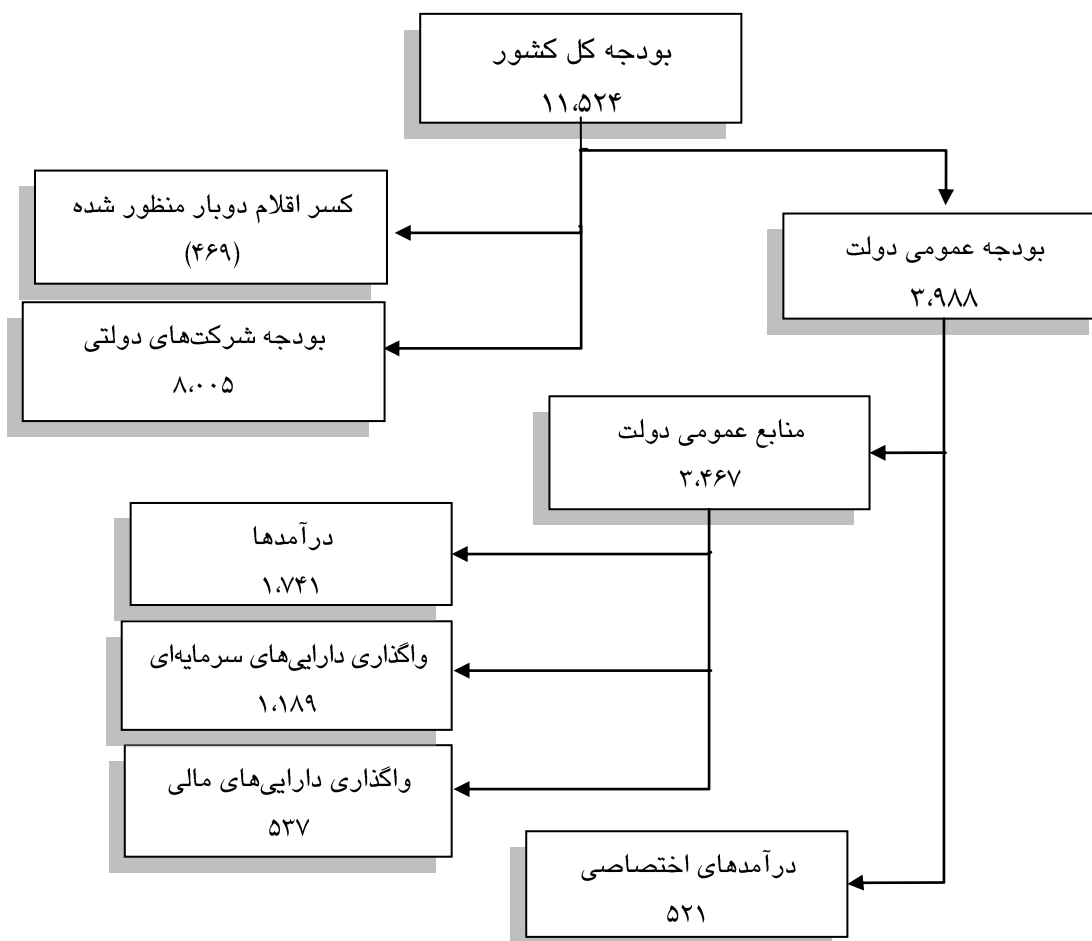 بودجه کل کشور
۱۱،۵۲۴
کسر اقلام دوبار منظور شده
(۴۶۹)
بودجه عمومی دولت
۳،۹۸۸
بودجه شرکت‌های دولتی
۸،۰۰۵
منابع عمومی دولت
۳،۴۶۷
درآمدها
۱،۷۴۱
واگذاری دارایی‌های سرمایه‌ای
۱،۱۸۹
واگذاری دارایی‌های مالی
۵۳۷
درآمدهای اختصاصی
۵۲۱